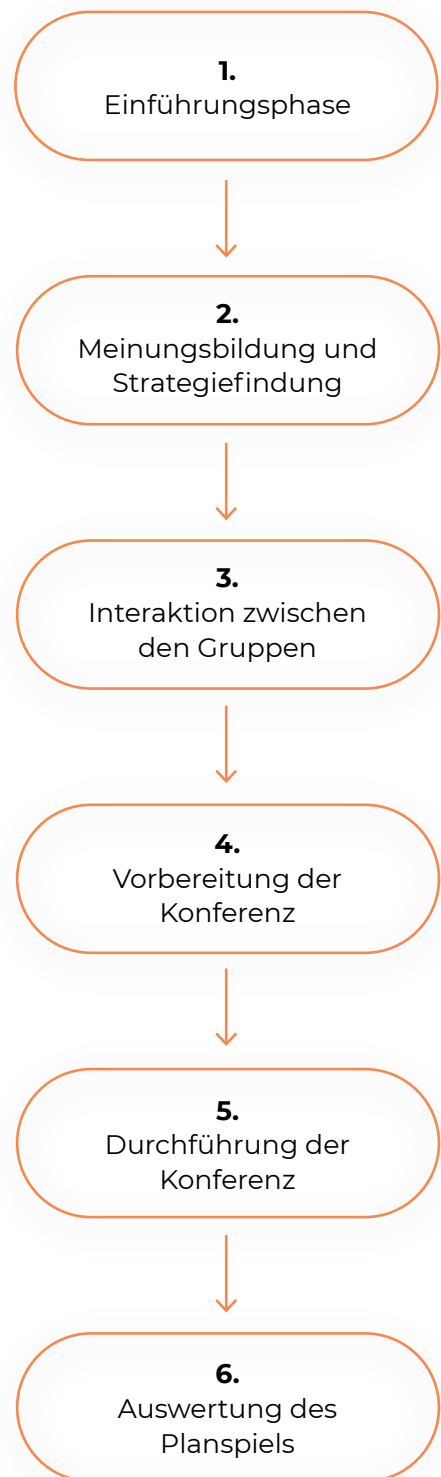 1.
Einführungsphase
2.
Meinungsbildung und
Strategiefindung
3.
Interaktion zwischen
den Gruppen
4.
Vorbereitung der
Konferenz
5.
Durchführung der
Konferenz
6.
Auswertung des
Planspiels